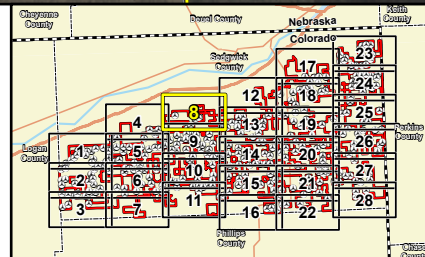 Cheyenne
County
Deuel County
Keith
County
Nebraska
Colorado
Sedgwick
County
23
17
24
12
18
8
4
25
13
19
Perkins
County
Logan
County
9
26
1
5
14
20
10
27
2
6
15
21
11
28
3
7
16
22
Phillips
County
Chase
County